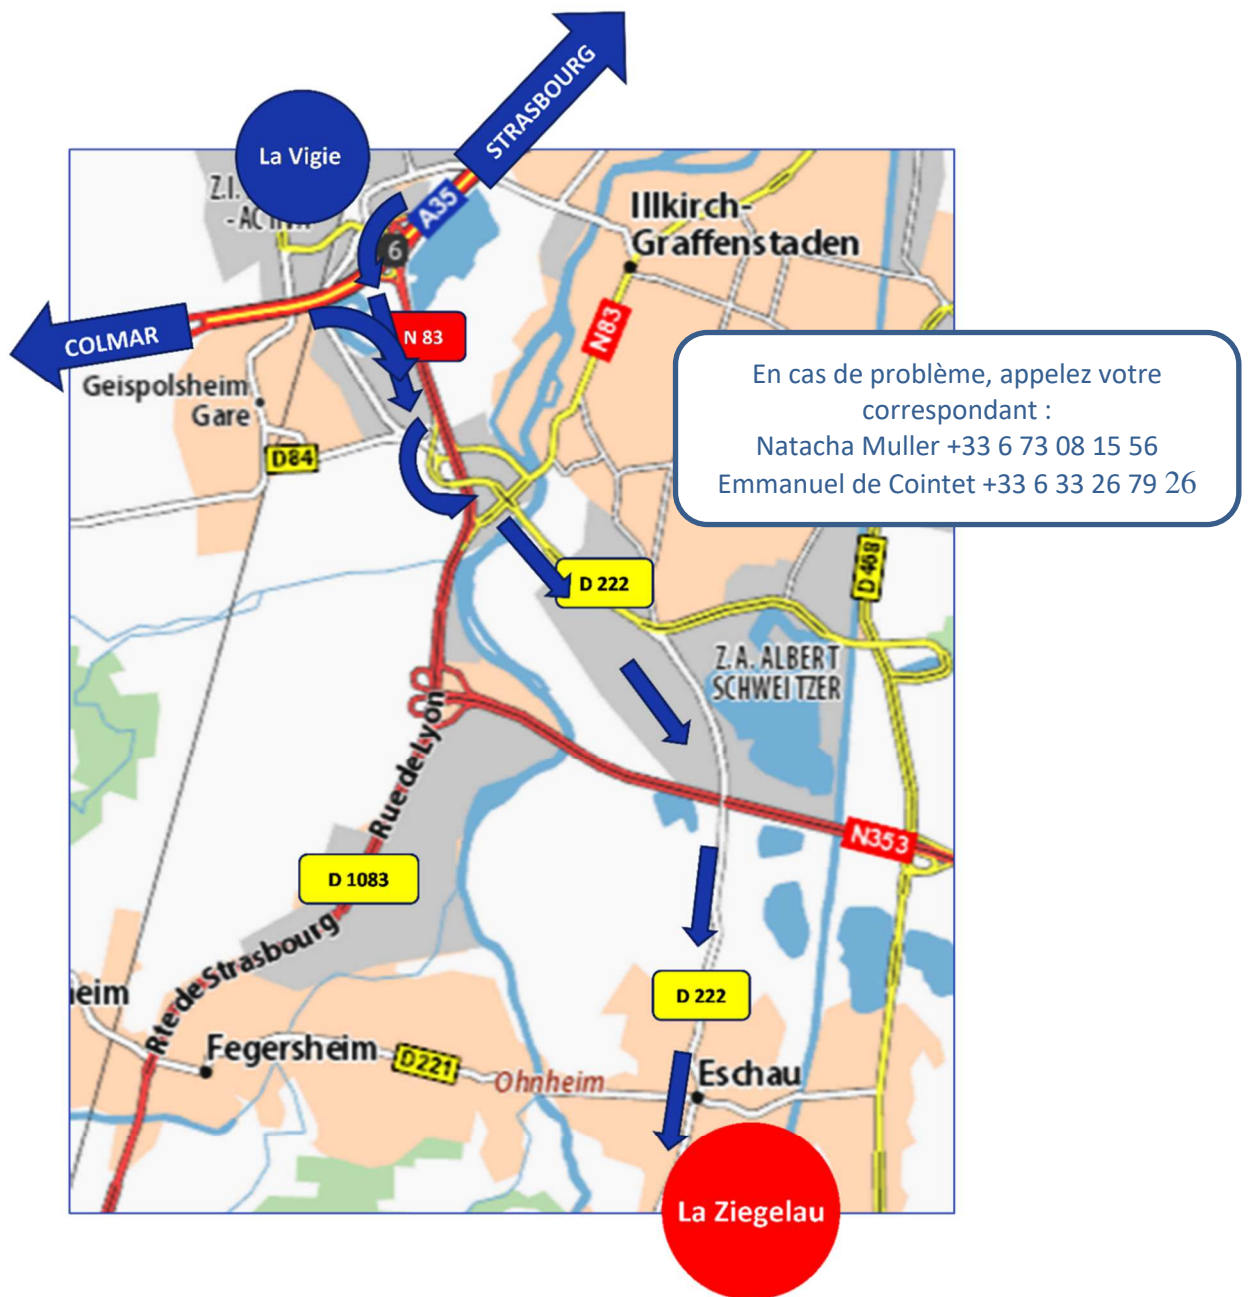 STRASBOURG
La Vigie
Z.I.
A35
6
Illkirch-
Graffenstaden
N 83
N83
COLMAR
Geispolsheim
Gare
D84
En cas de problème, appelez votre
correspondant :
Natacha Muller +33 6 73 08 15 56
Emmanuel de Cointet +33 6 33 26 79 26
D 468
D 222
Z.A. ALBERT
SCHWEITZER
Rue de Lyon
N353
D 1083
Rte de Strasbourg
D 222
eim
Fegersheim
D221
Ohnheim
Eschau
La Ziegelau